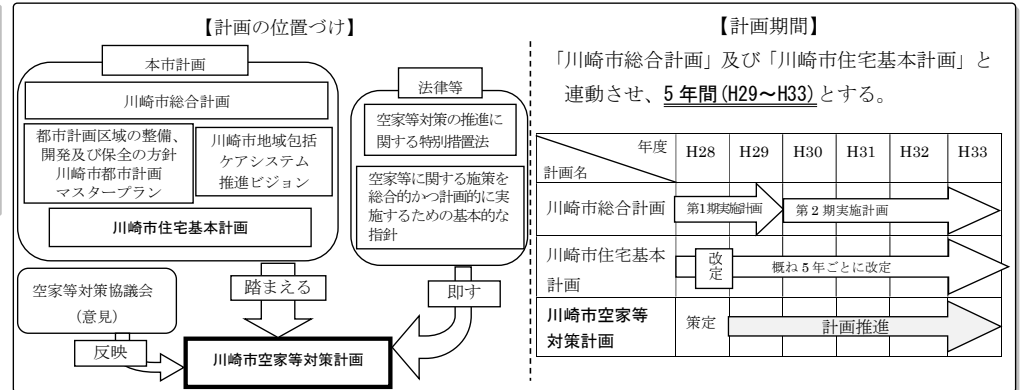 【計画の位置づけ】
本市計画
川崎市総合計画
都市計画区域の整備、
開発及び保全の方針
川崎市都市計画
マスタープラン
川崎市地域包括
ケアシステム
推進ビジョン
川崎市住宅基本計画
法律等
空家等対策の推進に
関する特別措置法
空家等に関する施策を
総合的かつ計画的に実
施するための基本的な
指針
空家等対策協議会
(意見)
踏まえる
即す
反映
川崎市空家等対策計画
【計画期間】
「川崎市総合計画」及び「川崎市住宅基本計画」と
連動させ、5年間(H29～H33)とする。
年度
計画名
H28 H29 H30 H31 H32 H33
川崎市総合計画
第1期実施計画
第2期実施計画
川崎市住宅基本
計画
改定
概ね5年ごとに改定
川崎市空家等
対策計画
策定
計画推進